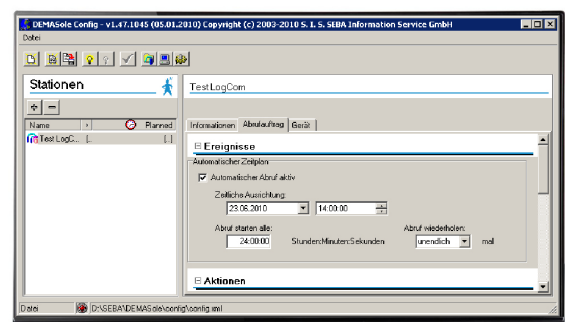 DEMASole Config - v1.47.1045 (05.01.2010) Copyright (c) 2003-2010 S. I. S. SEBA Information Service GmbH
Datei
Stationen
Test LogCom
Name
Planned
Informationen Abrufauftrag Gerät
Test LogC... [.. [..]
Ereignisse
Automatischer Zeitplan
Automatischer Abruf aktiv
Zeitliche Ausrichtung:
23.06.2010 14:00:00
Abruf starten alle: Abruf wiederholen:
24:00:00 Stunden:Minuten:Sekunden unendlich mal
Aktionen
Datei D:\SEBA\DEMASole\config\config.xml